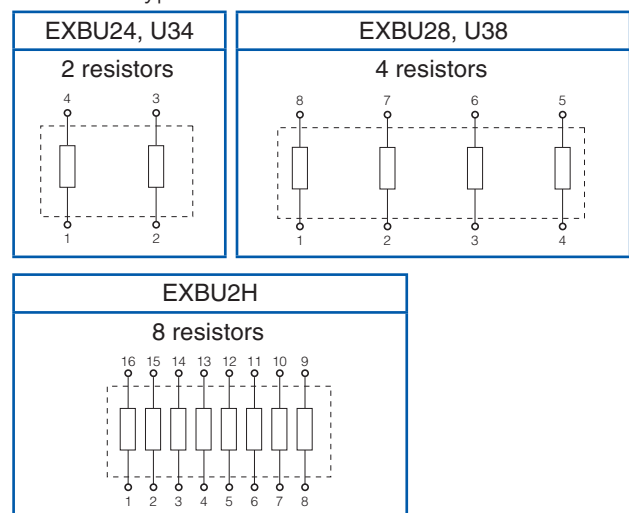 EXBU24, U34
2 resistors
4 3
1 2
EXBU28, U38
4 resistors
8 7 6 5
1 2 3 4
EXBU2H
8 resistors
16 15 14 13 12 11 10 9
1 2 3 4 5 6 7 8